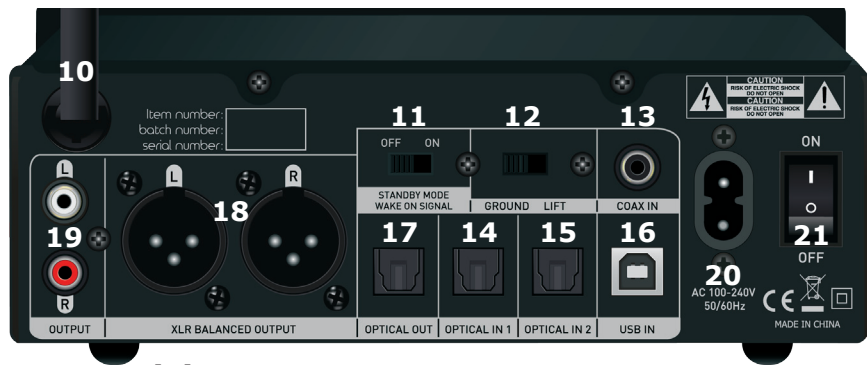 10
Item number:
batch number:
serial number:
11
12
13
CAUTION
RISK OF ELECTRIC SHOCK
DO NOT OPEN
CAUTION
RISK OF ELECTRIC SHOCK
DO NOT OPEN
OFF ON
ON
L
L
R
STANDBY MODE
WAKE ON SIGNAL
GROUND LIFT
COAX IN
18
19
17
14
15
16
20
21
OFF
R
AC 100-240V
50/60Hz
CE
MADE IN CHINA
OUTPUT
XLR BALANCED OUTPUT
OPTICAL OUT
OPTICAL IN 1
OPTICAL IN 2
USB IN